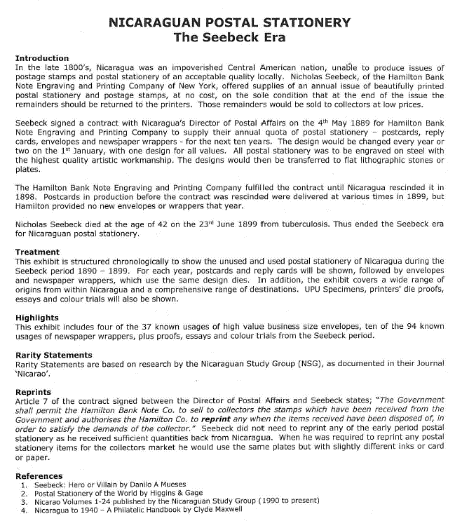 NICARAGUAN POSTAL STATIONERY
The Seebeck Era
Introduction
In the late 1800's, Nicaragua was an impoverished Central American nation, unable to produce issues of
postage stamps and postal stationery of an acceptable quality locally. Nicholas Seebeck, of the Hamilton Bank
Note Engraving and Printing Company of New York, offered supplies of an annual issue of beautifully printed
postal stationery and postage stamps, at no cost, on the sole condition that at the end of the issue the
remainders should be returned to the printers. Those remainders would be sold to collectors at low prices.
Seebeck signed a contract with Nicaragua's Director of Postal Affairs on the 4th May 1889 for Hamilton Bank
Note Engraving and Printing Company to supply their annual quota of postal stationery – postcards, reply
cards, envelopes and newspaper wrappers - for the next ten years. The design would be changed every year or
two on the 1st January, with one design for all values. All postal stationery was to be engraved on steel with
the highest quality artistic workmanship. The designs would then be transferred to flat lithographic stones or
plates.
The Hamilton Bank Note Engraving and Printing Company fulfilled the contract until Nicaragua rescinded it in
1898. Postcards in production before the contract was rescinded were delivered at various times in 1899, but
Hamilton provided no new envelopes or wrappers that year.
Nicholas Seebeck died at the age of 42 on the 23rd June 1899 from tuberculosis. Thus ended the Seebeck era
for Nicaraguan postal stationery.
Treatment
This exhibit is structured chronologically to show the unused and used postal stationery of Nicaragua during the
Seebeck period 1890 – 1899. For each year, postcards and reply cards will be shown, followed by envelopes
and newspaper wrappers, which use the same design dies. In addition, the exhibit covers a wide range of
origins from within Nicaragua and a comprehensive range of destinations. UPU Specimens, printers' die proofs,
essays and colour trials will also be shown.
Highlights
This exhibit includes four of the 37 known usages of high value business size envelopes, ten of the 94 known
usages of newspaper wrappers, plus proofs, essays and colour trials from the Seebeck period.
Rarity Statements
Rarity Statements are based on research by the Nicaraguan Study Group (NSG), as documented in their Journal
'Nicarao'.
Reprints
Article 7 of the contract signed between the Director of Postal Affairs and Seebeck states; "The Government
shall permit the Hamilton Bank Note Co. to sell to collectors the stamps which have been received from the
Government and authorises the Hamilton Co. to reprint any when the items received have been disposed of, in
order to satisfy the demands of the collector." Seebeck did not need to reprint any of the early period postal
stationery as he received sufficient quantities back from Nicaragua. When he was required to reprint any postal
stationery items for the collectors market he would use the same plates but with slightly different inks or card
or paper.
References
1. Seebeck: Hero or Villain by Danilo A Mueses
2. Postal Stationery of the World by Higgins & Gage
3. Nicarao Volumes 1-24 published by the Nicaraguan Study Group (1990 to present)
4. Nicaragua to 1940 – A Philatelic Handbook by Clyde Maxwell